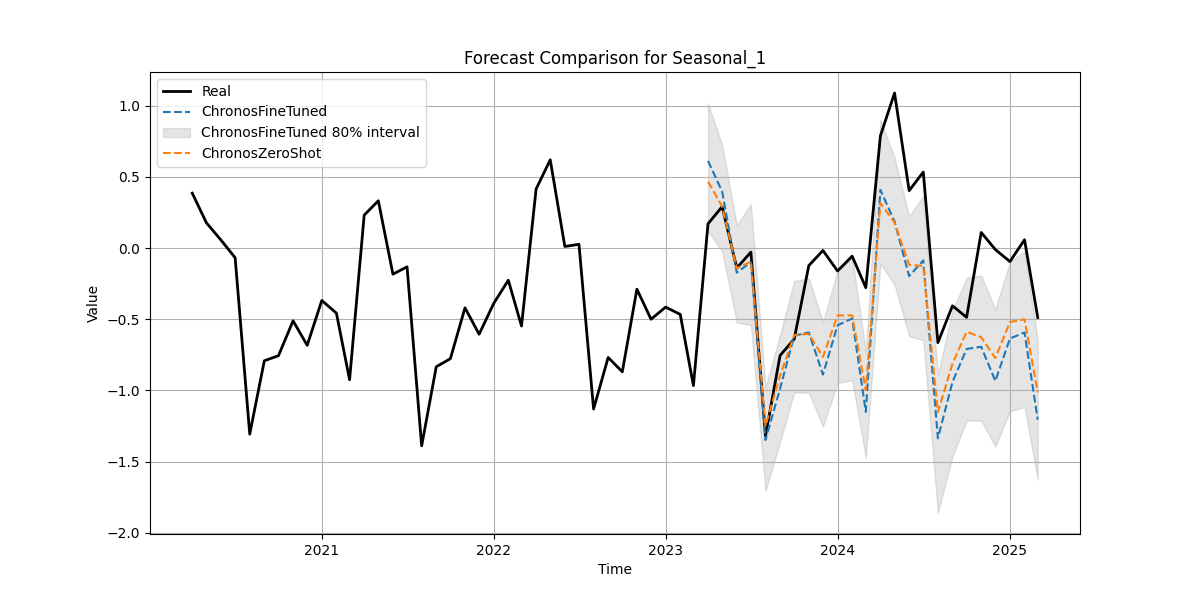 Forecast Comparison for Seasonal_1
Real
ChronosFineTuned
ChronosFineTuned 80% interval
ChronosZeroShot
1.0
0.5
0.0
−0.5
−1.0
−1.5
−2.0
Value
2021
2022
2023
2024
2025
Time